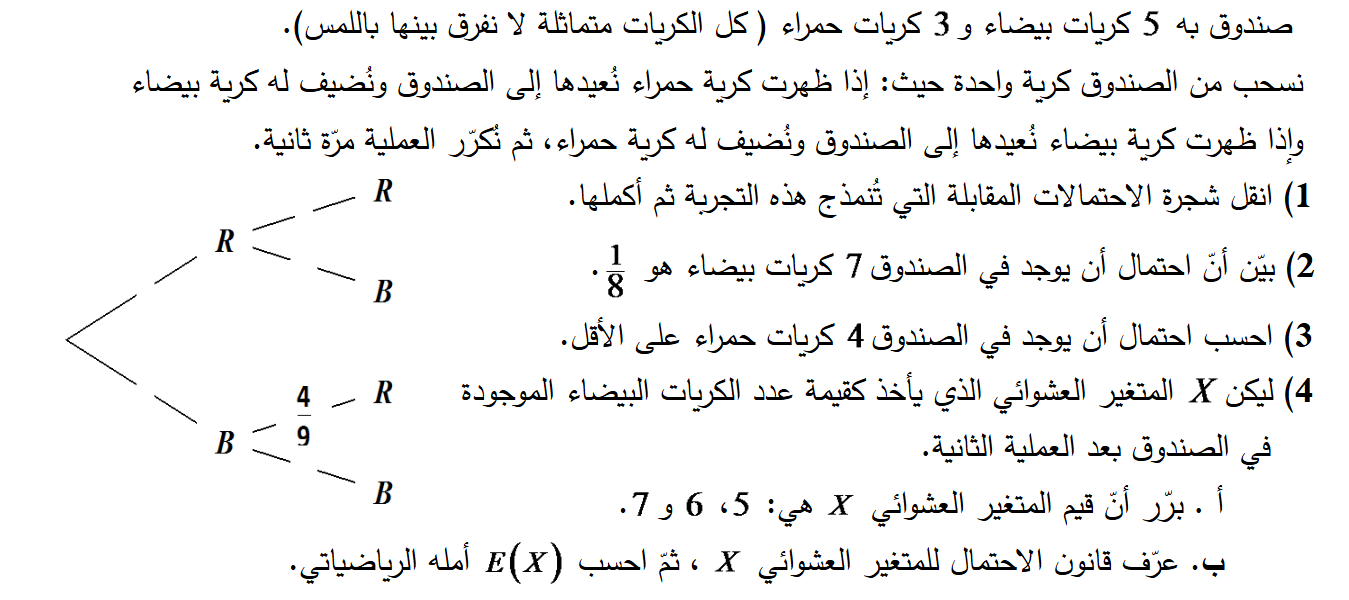 صندوق به 5 كريات بيضاء و 3 كريات حمراء ( كل الكريات متماثلة لا نفرق بينها باللمس).
نسحب من الصندوق كرية واحدة حيث: إذا ظهرت كرية حمراء نُعيدها إلى الصندوق ونُضيف له كرية بيضاء
وإذا ظهرت كرية بيضاء نُعيدها إلى الصندوق ونُضيف له كرية حمراء، ثم نُكرّر العملية مرّة ثانية.
1) انقل شجرة الاحتمالات المقابلة التي تُنمذج هذه التجربة ثم أكملها.
2) بيّن أنّ احتمال أن يوجد في الصندوق 7 كريات بيضاء هو 1/8 .
3) احسب احتمال أن يوجد في الصندوق 4 كريات حمراء على الأقل.
4) ليكن X المتغير العشوائي الذي يأخذ كقيمة عدد الكريات البيضاء الموجودة
في الصندوق بعد العملية الثانية.
أ . برّر أنّ قيم المتغير العشوائي X هي: 5، 6 و 7.
ب. عرّف قانون الاحتمال للمتغير العشوائي X ، ثمّ احسب E(X) أمله الرياضياتي.
R
R
B
B
4/9
R
B